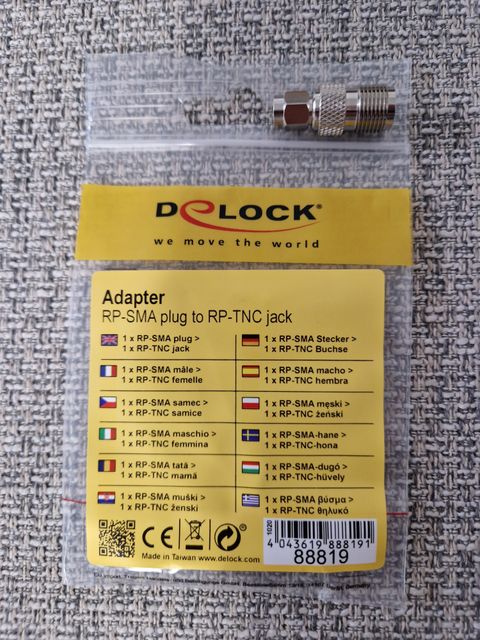 DELOCK®
we move the world
Adapter
RP-SMA plug to RP-TNC jack
1 x RP-SMA plug >
1 x RP-TNC jack
1 x RP-SMA Stecker >
1 x RP-TNC Buchse
1 x RP-SMA mâle >
1 x RP-TNC femelle
1 x RP-SMA macho >
1 x RP-TNC hembra
1 x RP-SMA samec >
1 x RP-TNC samice
1 x RP-SMA męski >
1 x RP-TNC żeński
1 x RP-SMA maschio >
1 x RP-TNC femmina
1 x RP-SMA-hane >
1 x RP-TNC-hona
1 x RP-SMA tată >
1 x RP-TNC mamă
1 x RP-SMA-dugó >
1 x RP-TNC-hüvely
1 x RP-SMA muški >
1 x RP-TNC ženski
1 x RP-SMA βύσμα >
1 x RP-TNC θηλυκό
CE
1020
4 043619 888191
88819
Made in Taiwan www.delock.com